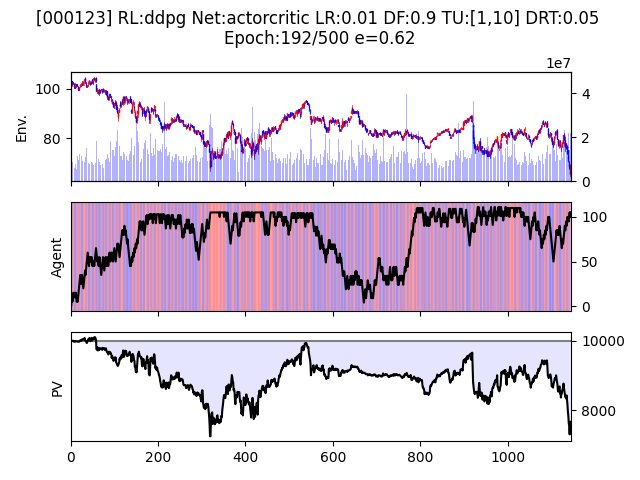 [000123] RL:ddpg Net:actorcritic LR:0.01 DF:0.9 TU:[1,10] DRT:0.05
Epoch:192/500 e=0.62
1e7
100
80
Env.
4
2
0
Agent
100
50
0
PV
10000
8000
0
200
400
600
800
1000